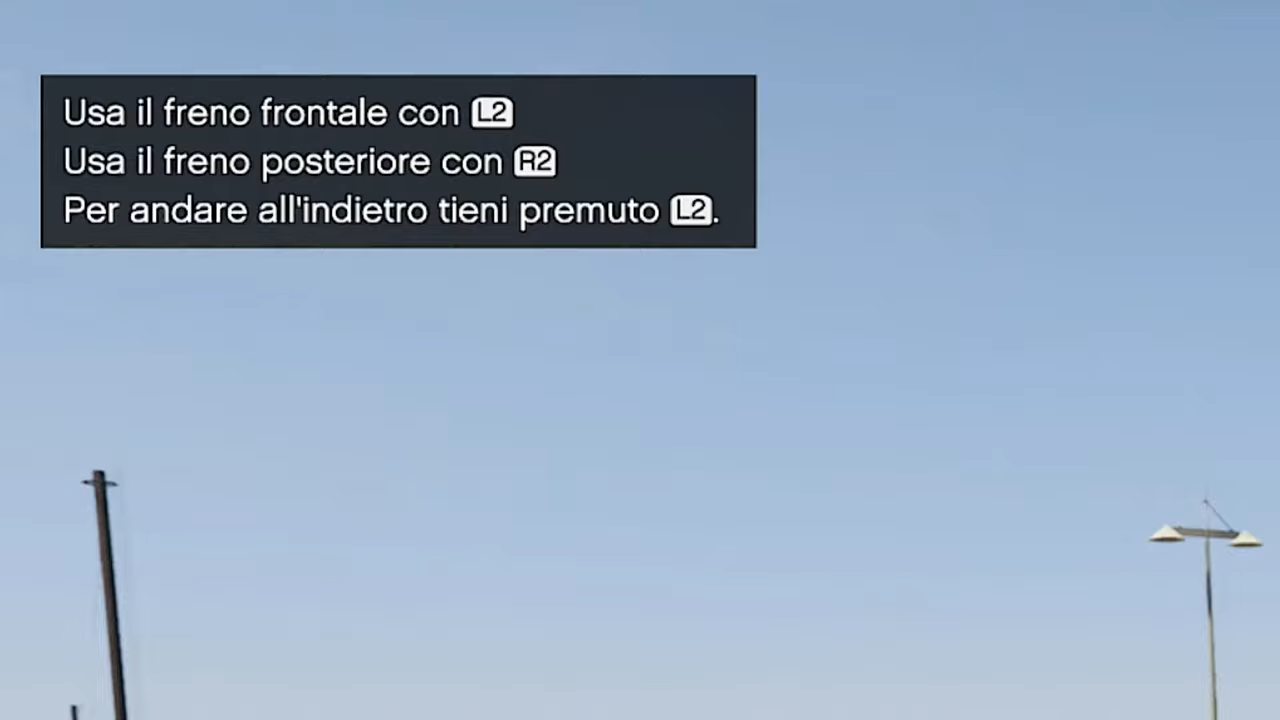 Usa il freno frontale con L2
Usa il freno posteriore con R2
Per andare all'indietro tieni premuto L2.